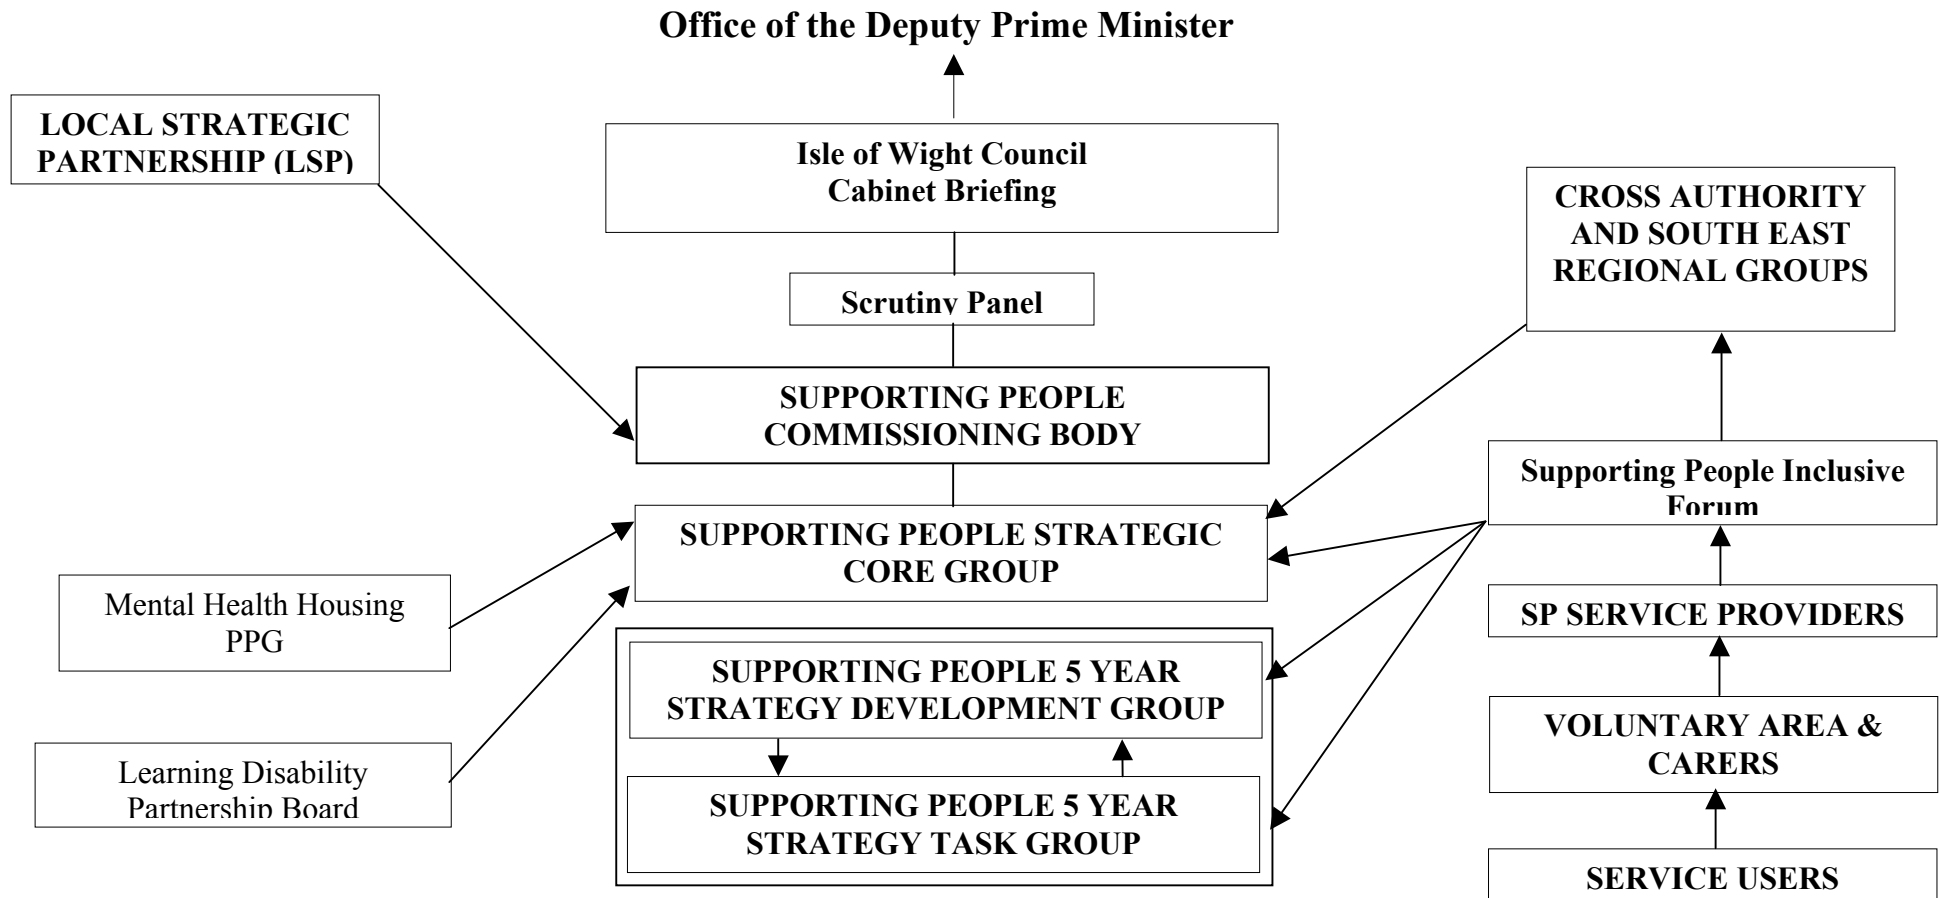 Office of the Deputy Prime Minister
LOCAL STRATEGIC
PARTNERSHIP (LSP)
Isle of Wight Council
Cabinet Briefing
CROSS AUTHORITY
AND SOUTH EAST
REGIONAL GROUPS
Scrutiny Panel
SUPPORTING PEOPLE
COMMISSIONING BODY
Supporting People Inclusive
Forum
SUPPORTING PEOPLE STRATEGIC
CORE GROUP
Mental Health Housing
PPG
SP SERVICE PROVIDERS
SUPPORTING PEOPLE 5 YEAR
STRATEGY DEVELOPMENT GROUP
VOLUNTARY AREA &
CARERS
Learning Disability
Partnership Board
SUPPORTING PEOPLE 5 YEAR
STRATEGY TASK GROUP
SERVICE USERS